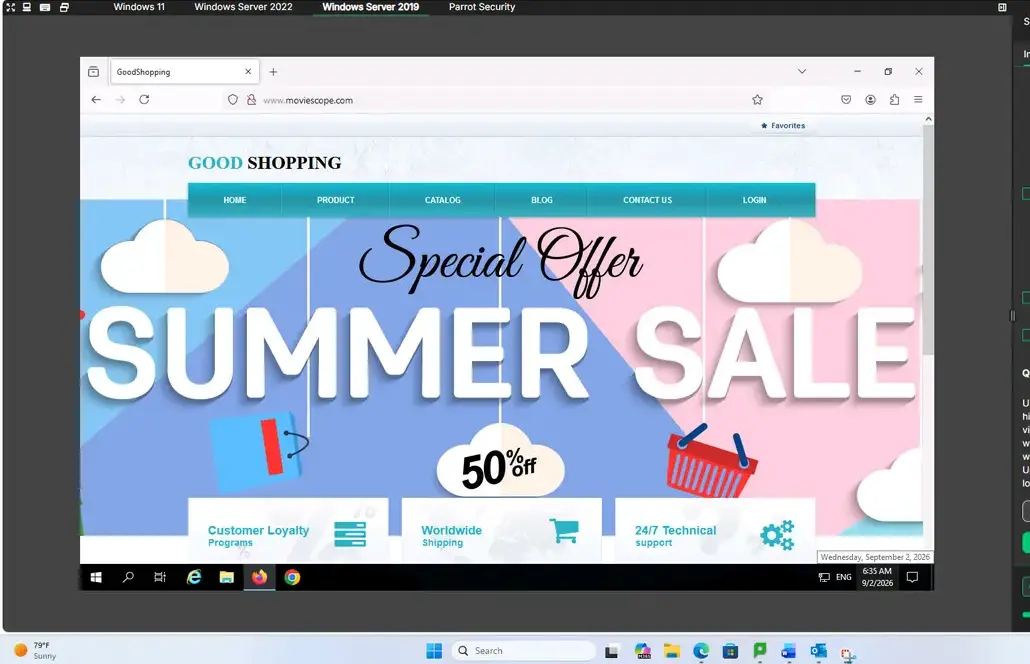 Windows 11 Windows Server 2022 Windows Server 2019 Parrot Security
GoodShopping
www.moviescope.com
Favorites
GOOD SHOPPING
HOME PRODUCT CATALOG BLOG CONTACT US LOGIN
Special Offer
SUMMER SALE
50% off
Customer Loyalty
Programs
Worldwide
Shipping
24/7 Technical
support
Wednesday, September 2, 2026
ENG
6:35 AM
9/2/2026
79°F
Sunny
Search